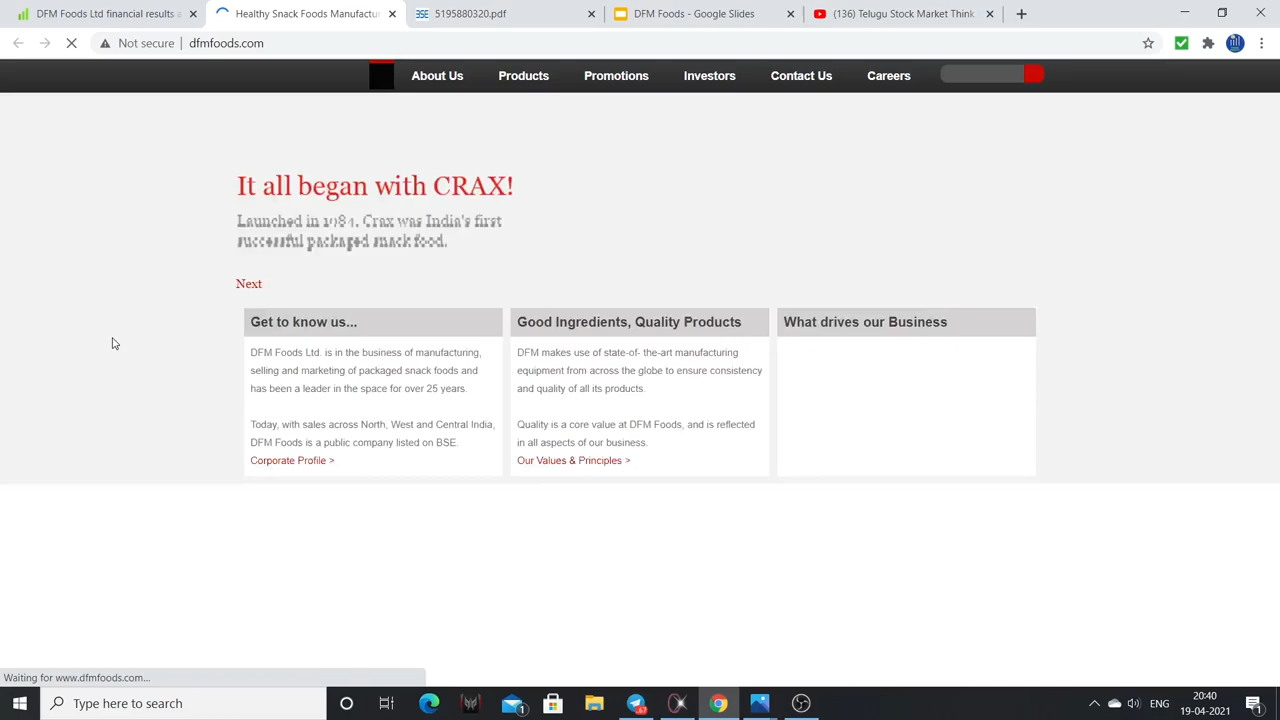 DFM Foods Ltd financial results a
Healthy Snack Foods Manufactur
5195880320.pdf
DFM Foods - Google Slides
(136) Telugu Stock Market Think
Not secure
dfmfoods.com
About Us
Products
Promotions
Investors
Contact Us
Careers
It all began with CRAX!
Launched in 1984. Crax was India's first
successful packaged snack food.
Next
Get to know us...
DFM Foods Ltd. is in the business of manufacturing,
selling and marketing of packaged snack foods and
has been a leader in the space for over 25 years.
Today, with sales across North, West and Central India,
DFM Foods is a public company listed on BSE.
Corporate Profile >
Good Ingredients, Quality Products
DFM makes use of state-of- the-art manufacturing
equipment from across the globe to ensure consistency
and quality of all its products.
Quality is a core value at DFM Foods, and is reflected
in all aspects of our business.
Our Values & Principles >
What drives our Business
Waiting for www.dfmfoods.com...
Type here to search
1
67
ENG
20:40
19-04-2021
1